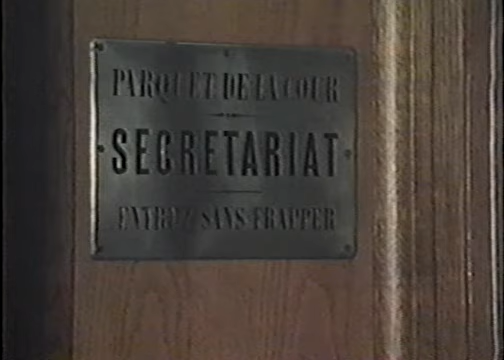 PARQUET DE LA COUR
SECRETARIAT
ENTREZ SANS FRAPPER